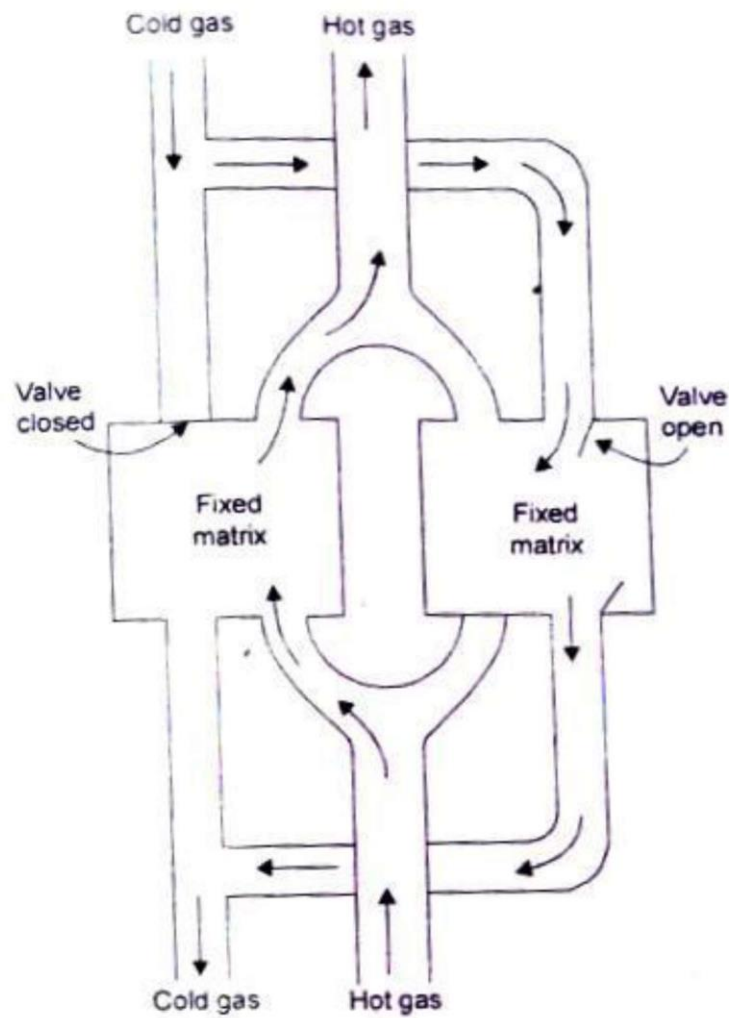 Cold gas
Hot gas
Valve
closed
Valve
open
Fixed
matrix
Fixed
matrix
Cold gas
Hot gas